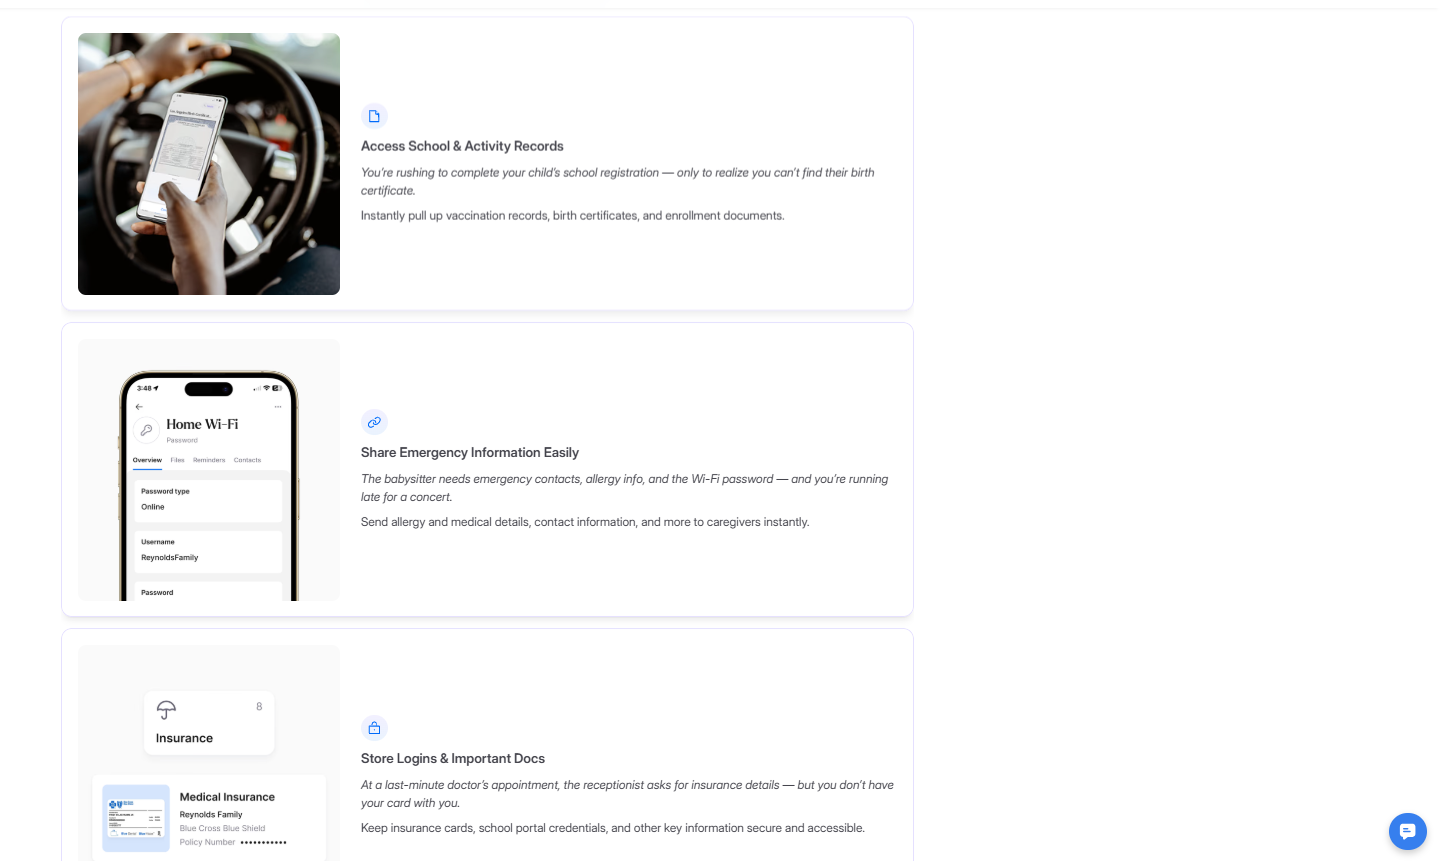 Access School & Activity Records
You're rushing to complete your child's school registration — only to realize you can't find their birth
certificate.
Instantly pull up vaccination records, birth certificates, and enrollment documents.
3:48
Home Wi-Fi
Password
Overview Files Reminders Contacts
Password type
Online
Username
ReynoldsFamily
Password
Share Emergency Information Easily
The babysitter needs emergency contacts, allergy info, and the Wi-Fi password — and you're running
late for a concert.
Send allergy and medical details, contact information, and more to caregivers instantly.
8
Insurance
Medical Insurance
Reynolds Family
Blue Cross Blue Shield
Policy Number •••••••••••
Store Logins & Important Docs
At a last-minute doctor's appointment, the receptionist asks for insurance details — but you don't have
your card with you.
Keep insurance cards, school portal credentials, and other key information secure and accessible.